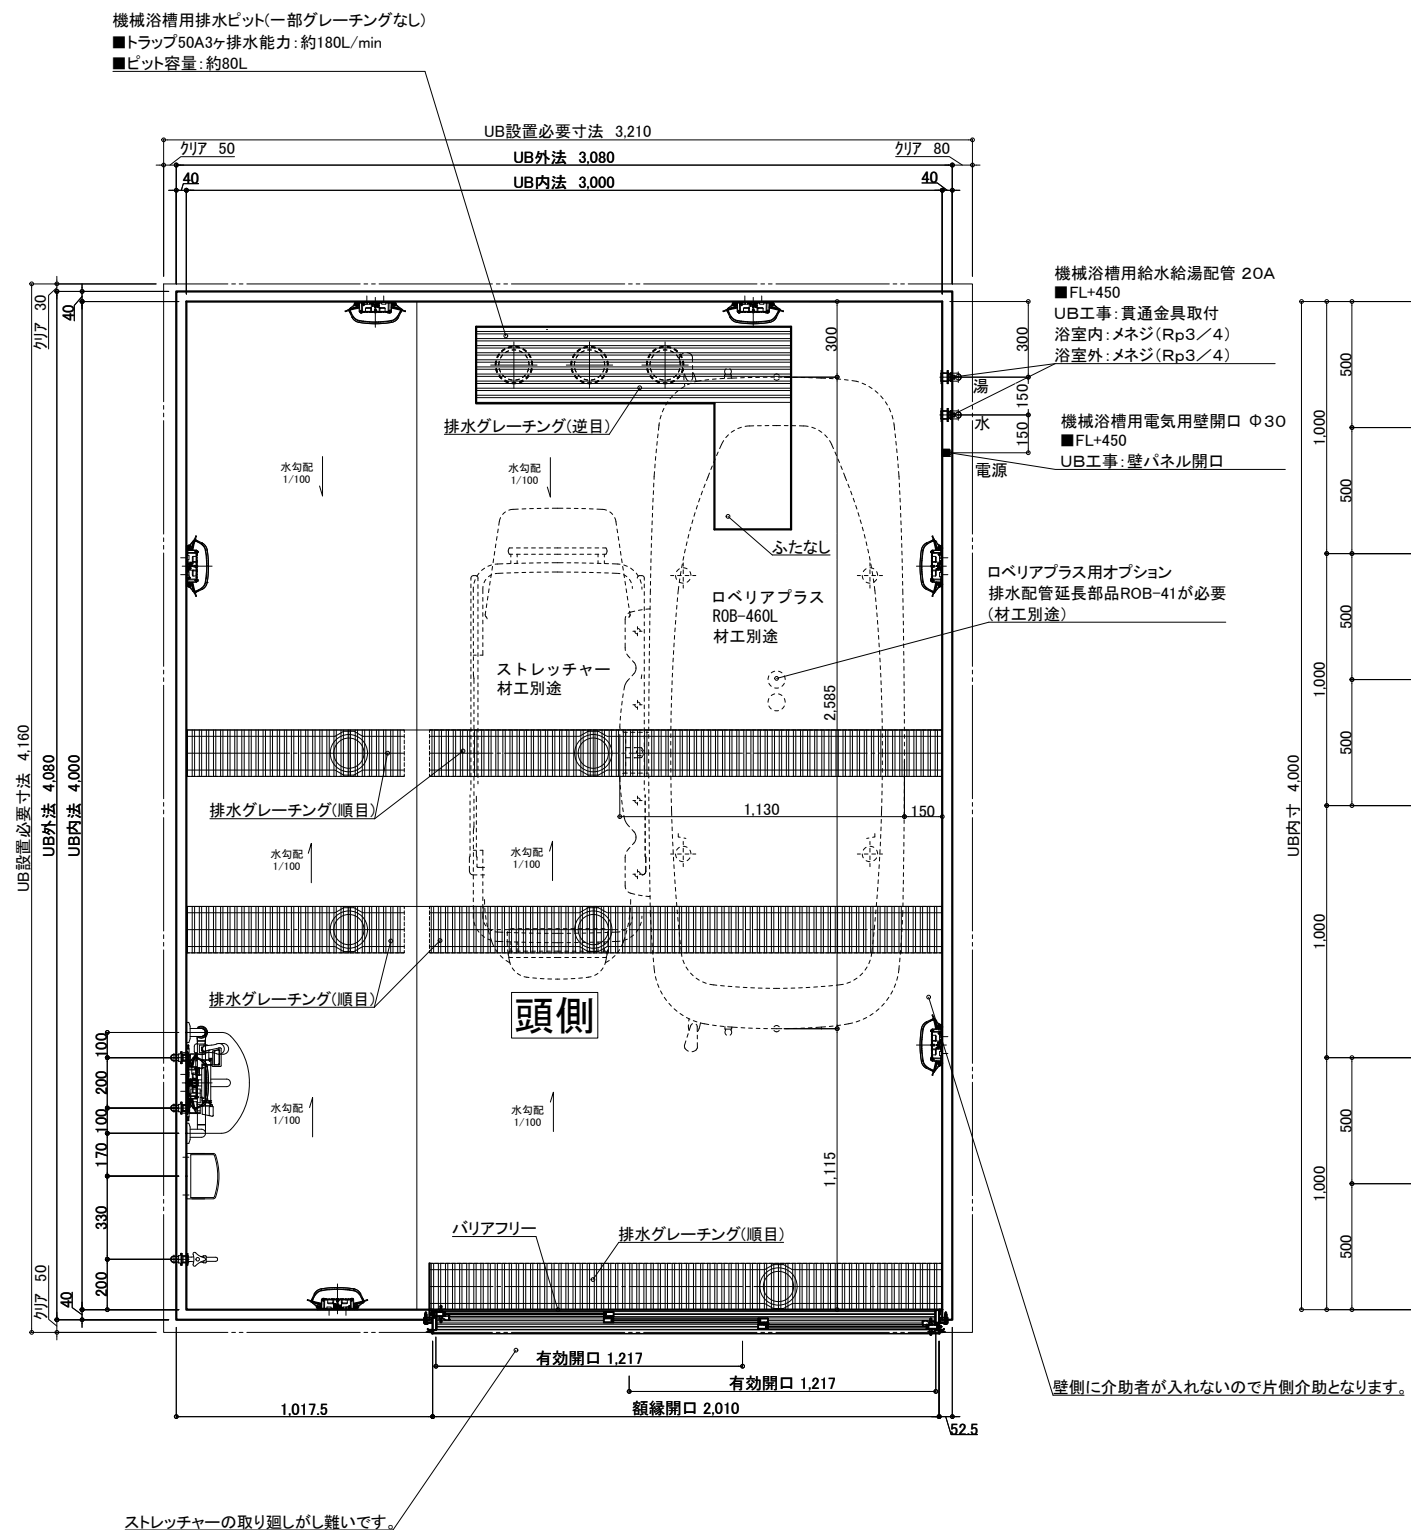 機械浴槽用排水ピット(一部グレーチングなし)
■トラップ50A3ヶ排水能力:約180L/min
■ピット容量:約80L
UB設置必要寸法 3,210
クリア 50
UB外法 3,080
クリア 80
40
UB内法 3,000
40
機械浴槽用給水給湯配管 20A
■FL+450
UB工事:貫通金具取付
浴室内:メネジ(Rp3/4)
浴室外:メネジ(Rp3/4)
クリア 30
40
300
300
湯
150
水
150
電源
機械浴槽用電気用壁開口 Φ30
■FL+450
UB工事:壁パネル開口
500
1,000
500
排水グレーチング(逆目)
水勾配
1/100
水勾配
1/100
ふたなし
ロベリアプラス
ROB-460L
材工別途
ロベリアプラス用オプション
排水配管延長部品ROB-41が必要
(材工別途)
ストレッチャー
材工別途
2,585
500
1,000
500
UB設置必要寸法 4,160
UB外法 4,080
UB内法 4,000
排水グレーチング(順目)
1,130
150
UB内寸 4,000
水勾配
1/100
水勾配
1/100
1,000
排水グレーチング(順目)
頭側
100
200
100
170
330
200
水勾配
1/100
水勾配
1/100
1,115
500
1,000
500
バリアフリー
排水グレーチング(順目)
クリア 50
40
有効開口 1,217
有効開口 1,217
壁側に介助者が入れないので片側介助となります。
1,017.5
額縁開口 2,010
52.5
ストレッチャーの取り廻しがし難いです。